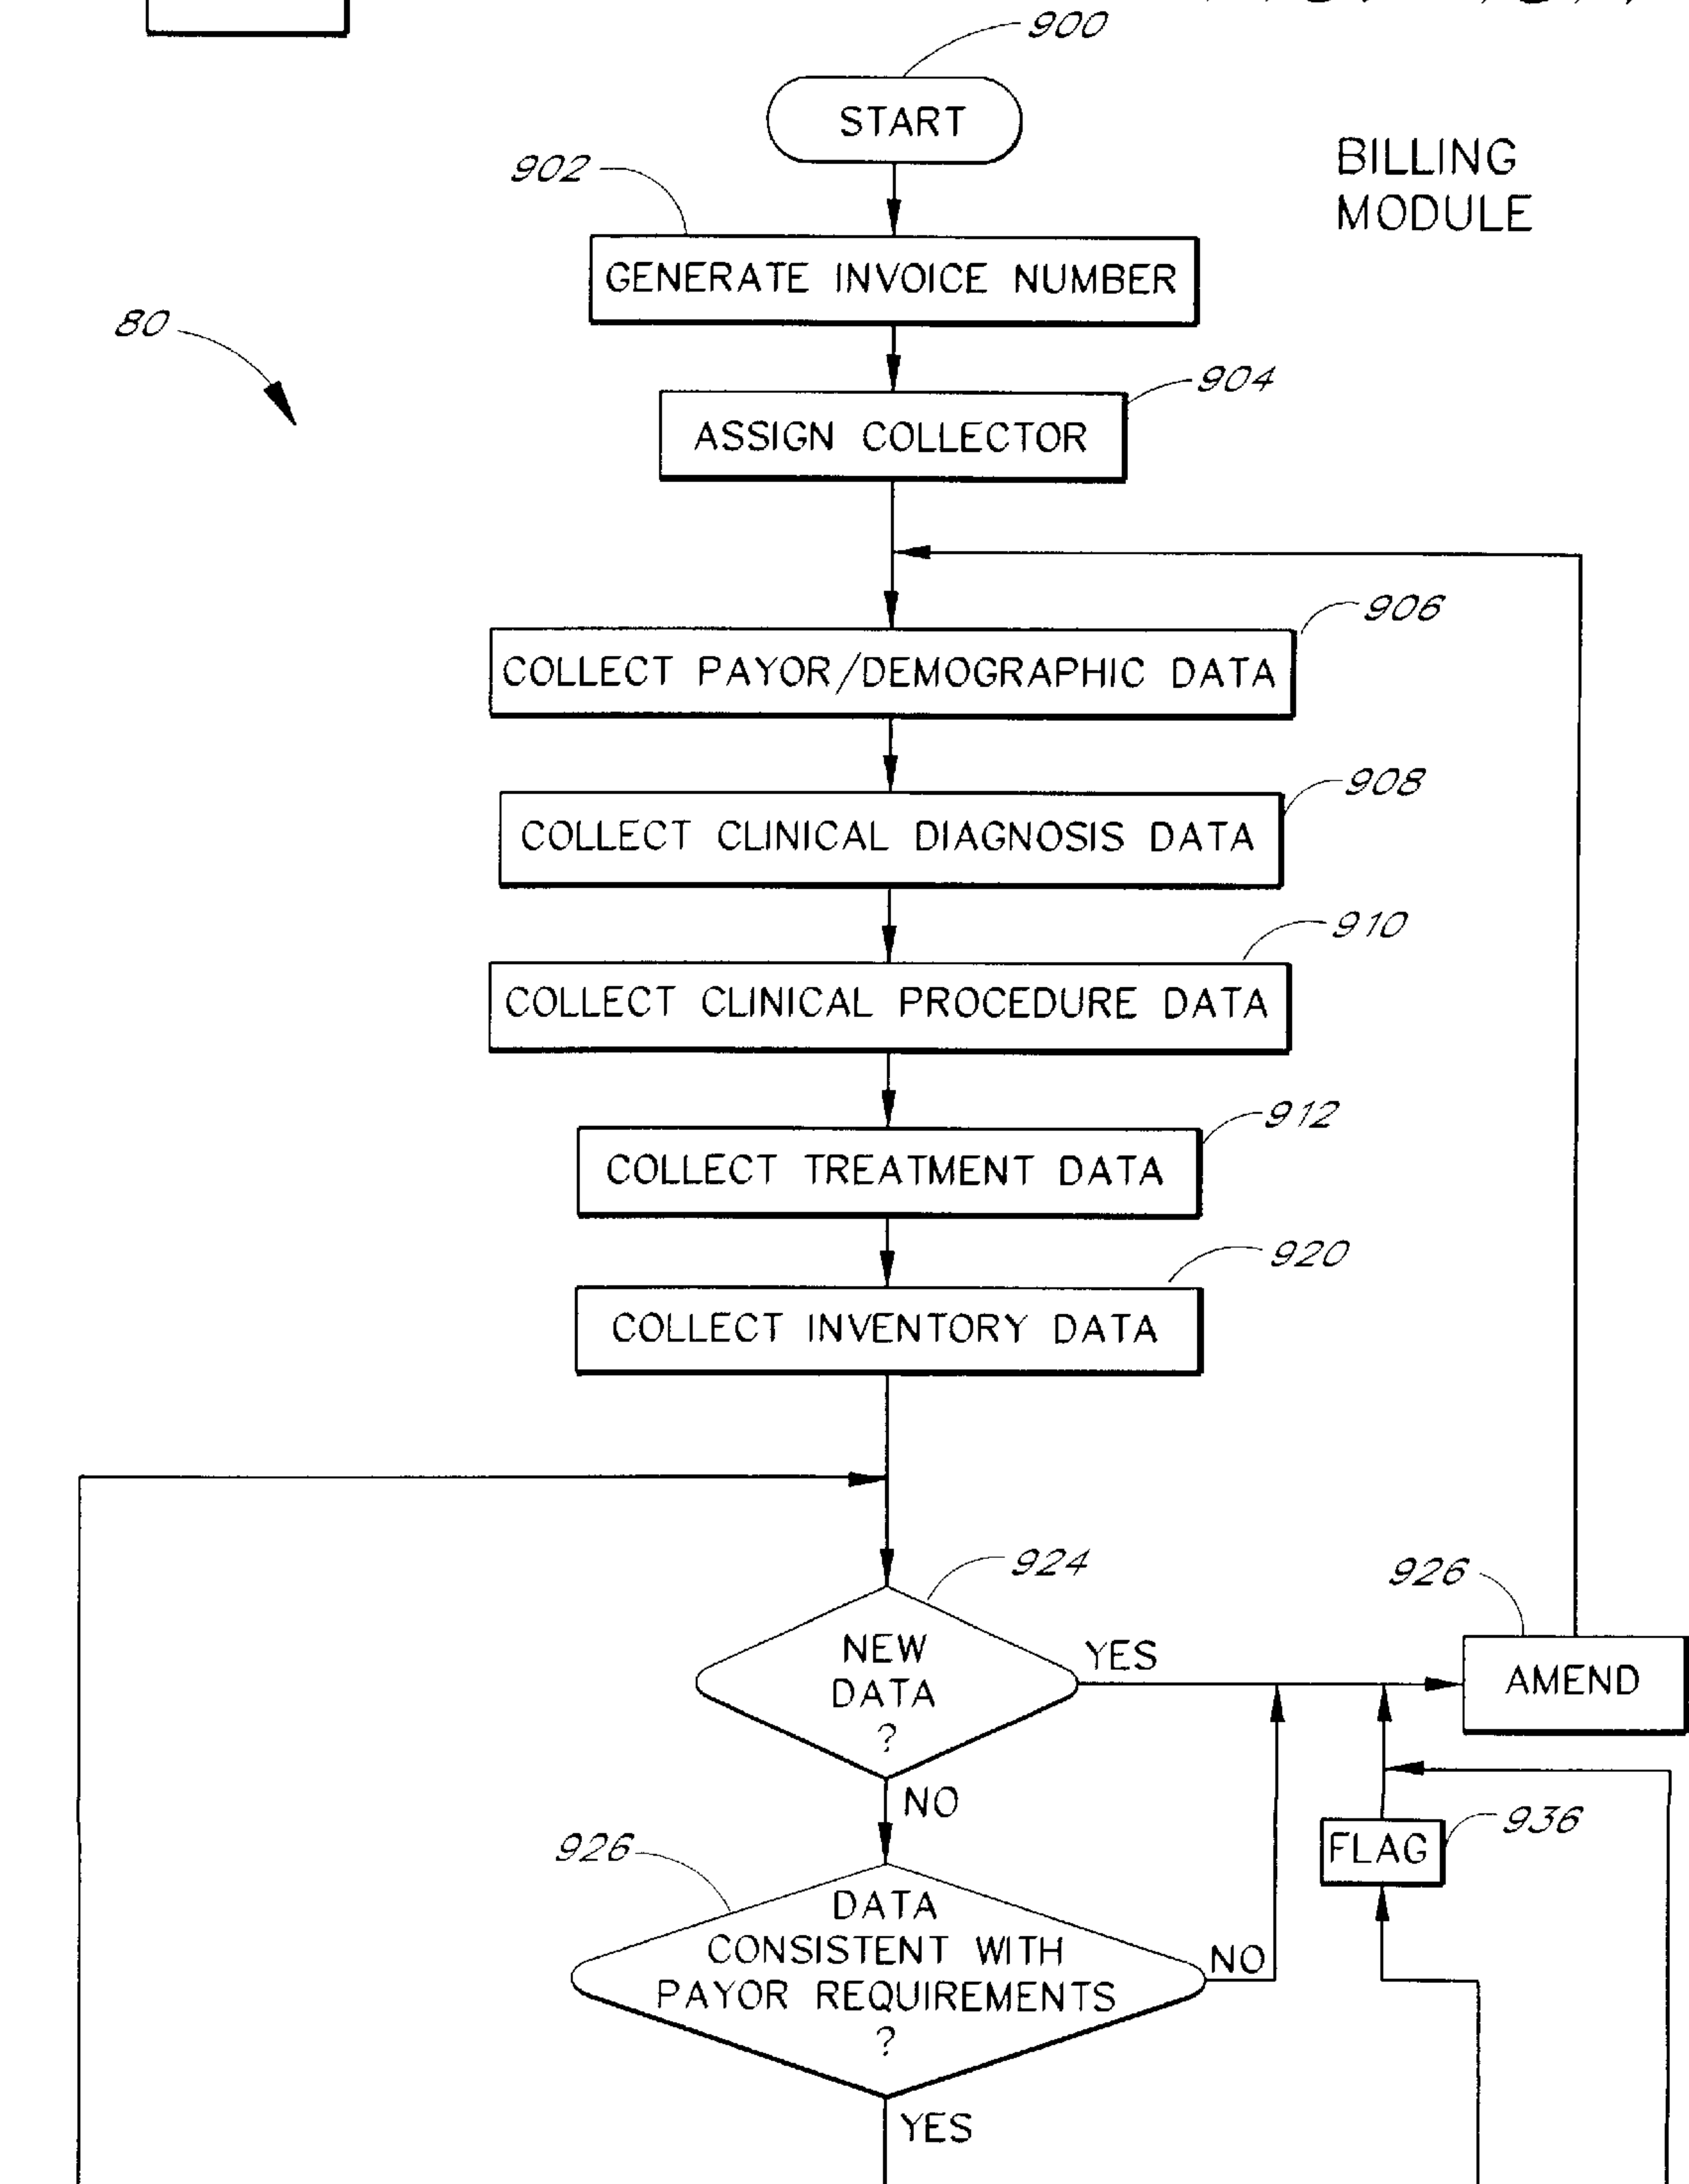 900
START
BILLING
MODULE
902
GENERATE INVOICE NUMBER
80
904
ASSIGN COLLECTOR
906
COLLECT PAYOR/DEMOGRAPHIC DATA
908
COLLECT CLINICAL DIAGNOSIS DATA
910
COLLECT CLINICAL PROCEDURE DATA
912
COLLECT TREATMENT DATA
920
COLLECT INVENTORY DATA
924
926
NEW
DATA
?
YES
AMEND
NO
936
FLAG
926
DATA
CONSISTENT WITH
PAYOR REQUIREMENTS
?
NO
YES